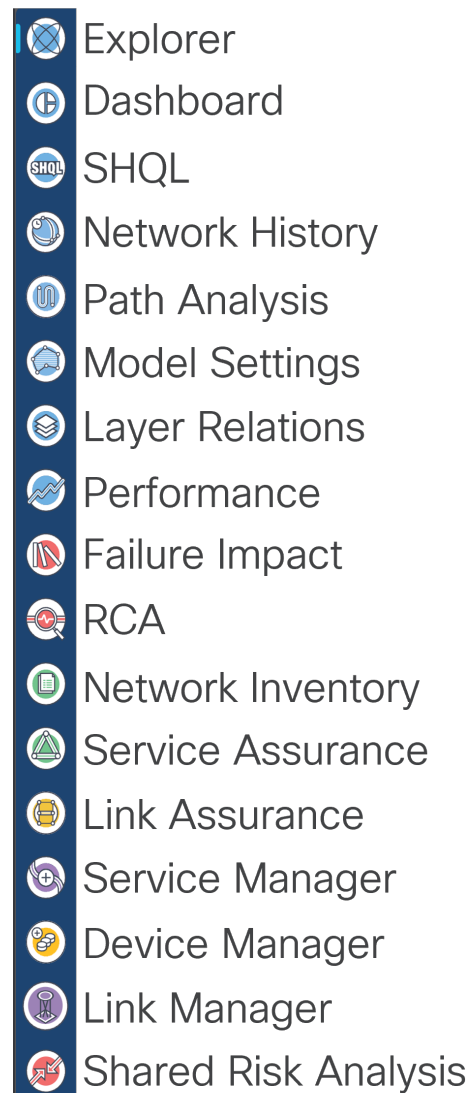 Explorer
Dashboard
SHQL SHQL
Network History
Path Analysis
Model Settings
Layer Relations
Performance
Failure Impact
RCA
Network Inventory
Service Assurance
Link Assurance
Service Manager
Device Manager
Link Manager
Shared Risk Analysis